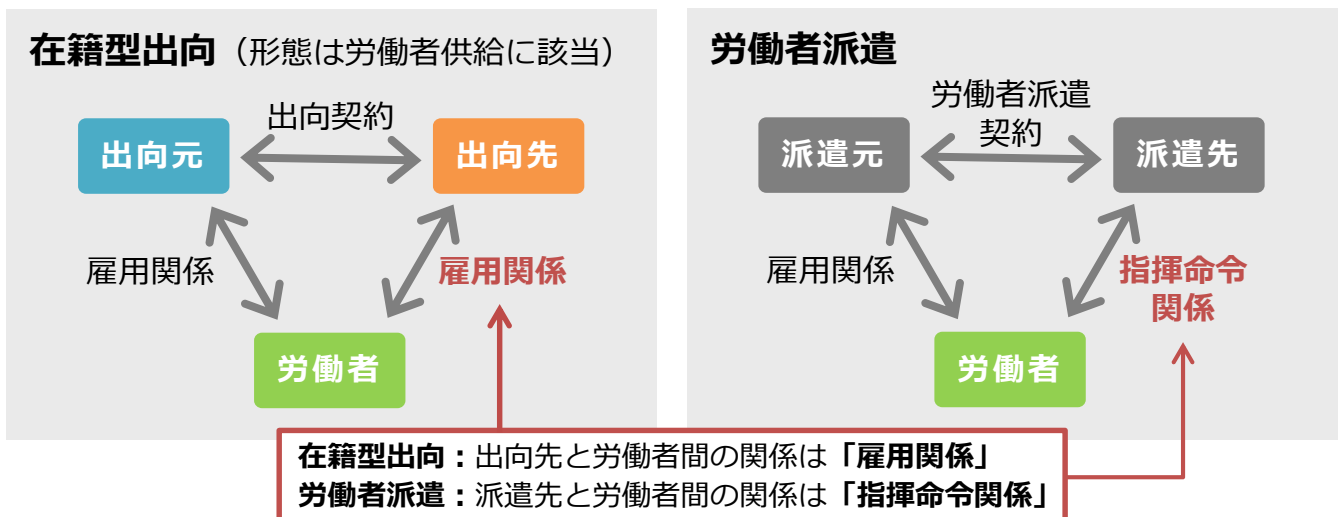 在籍型出向（形態は労働者供給に該当）
出向契約
出向元
出向先
雇用関係
雇用関係
労働者
労働者派遣
労働者派遣
契約
派遣元
派遣先
雇用関係
指揮命令
関係
労働者
在籍型出向：出向先と労働者間の関係は「雇用関係」
労働者派遣：派遣先と労働者間の関係は「指揮命令関係」